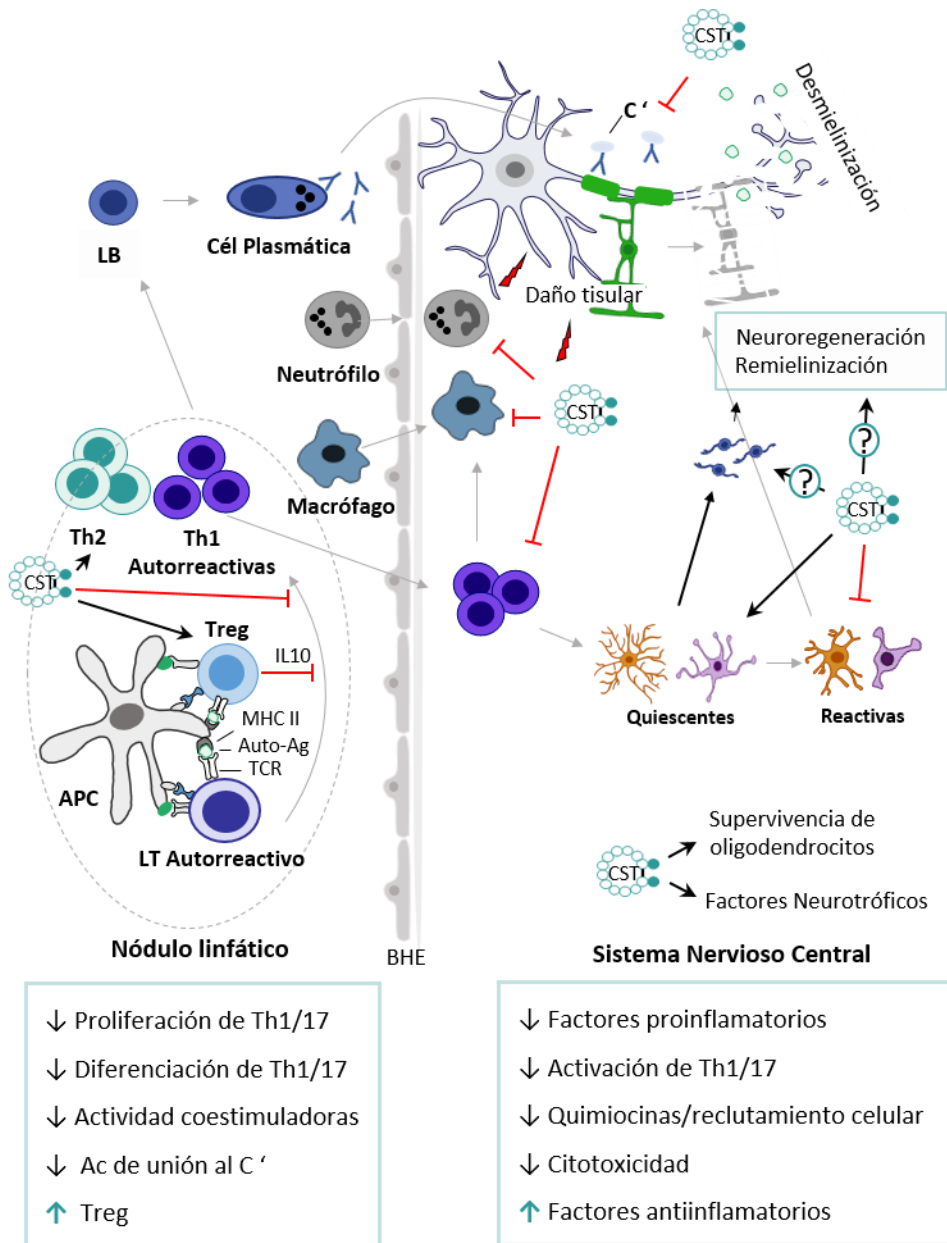 CST
C ‘
Desmielinización
LB
Cél Plasmática
Daño tisular
Neutrófilo
Neuroregeneración
Remielinización
CST
Macrófago
?
?
CST
Th2
Th1
Autorreactivas
CST
Treg
IL10
MHC II
Auto-Ag
TCR
APC
LT Autorreactivo
Quiescentes
Reactivas
CST
Supervivencia de
oligodendrocitos
Factores Neurotróficos
Nódulo linfático
BHE
Sistema Nervioso Central
↓ Proliferación de Th1/17
↓ Diferenciación de Th1/17
↓ Actividad coestimuladoras
↓ Ac de unión al C ‘
↑ Treg
↓ Factores proinflamatorios
↓ Activación de Th1/17
↓ Quimiocinas/reclutamiento celular
↓ Citotoxicidad
↑ Factores antiinflamatorios